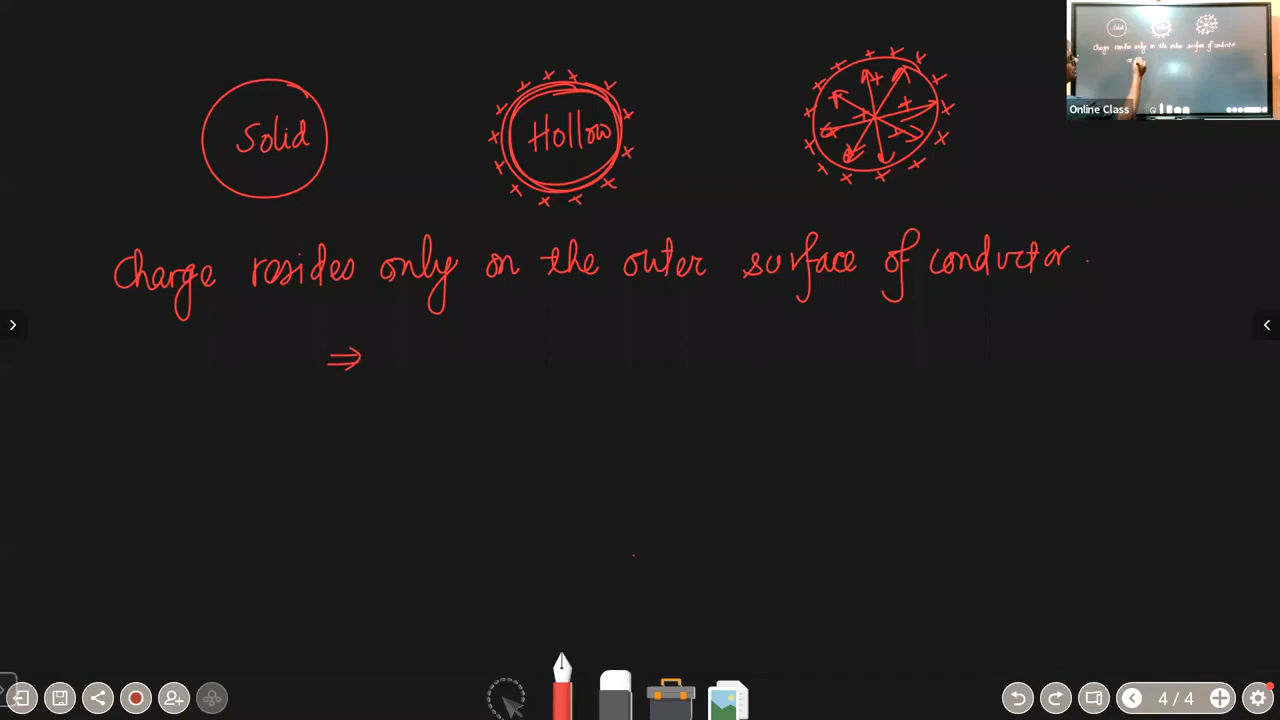 Solid
Hollow
Charge resides only on the outer surface of conductor.
⇒
Online Class
4/4